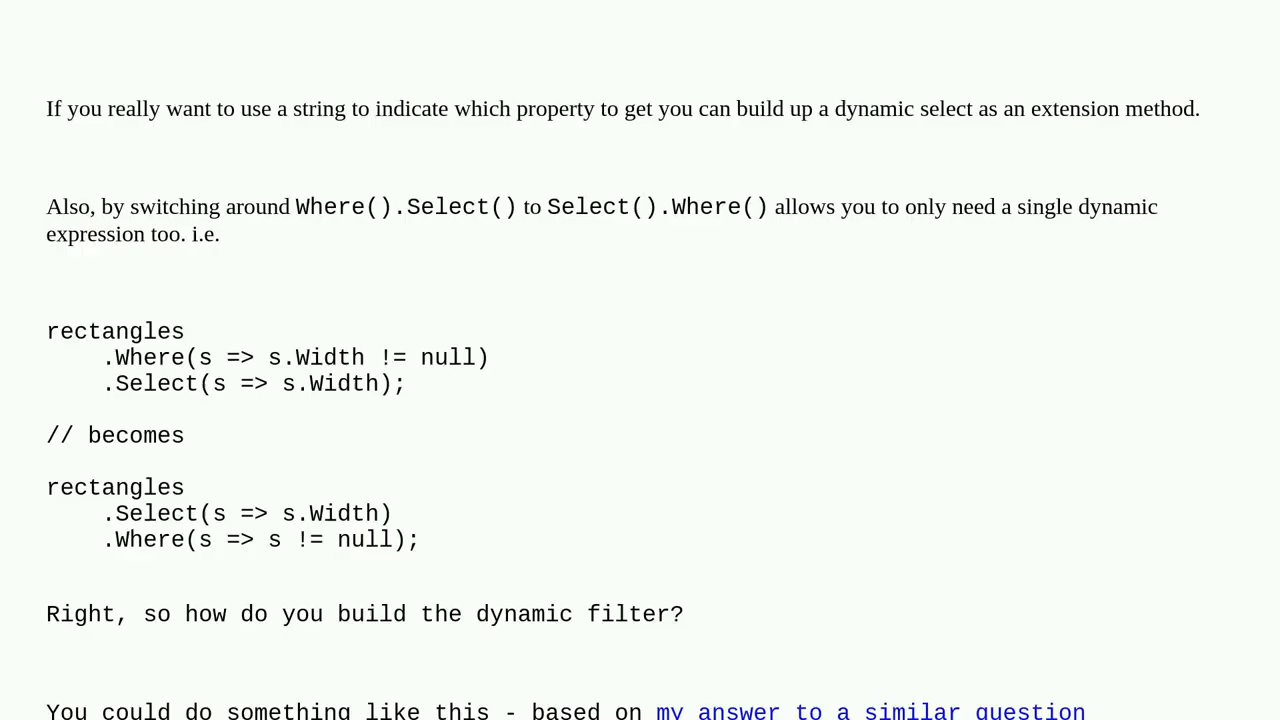 If you really want to use a string to indicate which property to get you can build up a dynamic select as an extension method.
Also, by switching around Where().Select() to Select().Where() allows you to only need a single dynamic
expression too. i.e.
rectangles
    .Where(s => s.Width != null)
    .Select(s => s.Width);
// becomes
rectangles
    .Select(s => s.Width)
    .Where(s => s != null);
Right, so how do you build the dynamic filter?
You could do something like this - based on my answer to a similar question